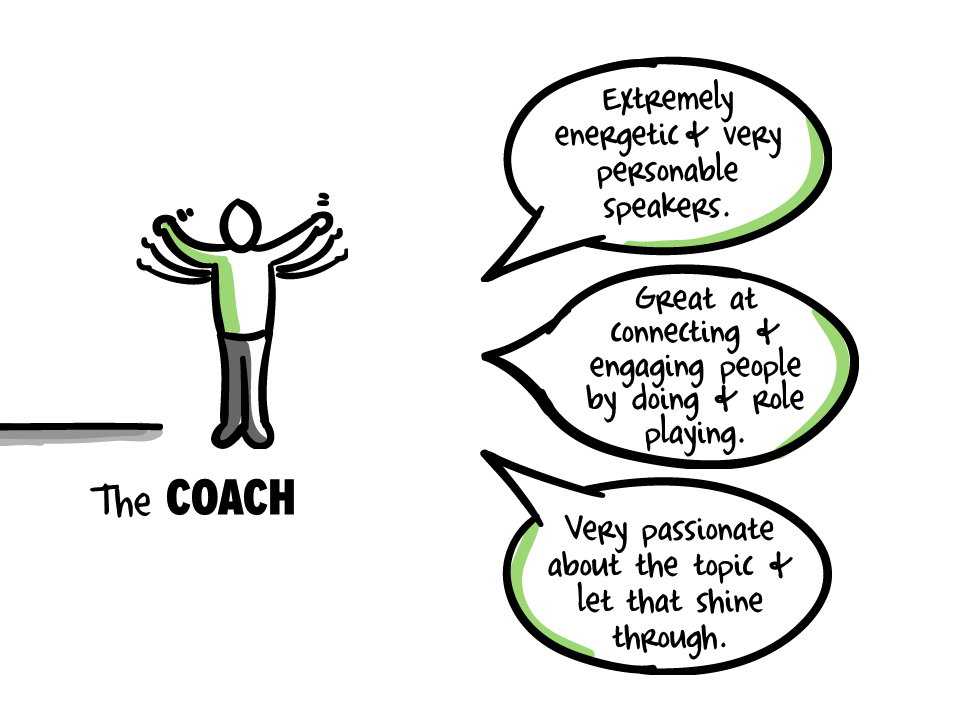 Extremely
energetic & very
personable
speakers.
Great at
connecting &
engaging people
by doing & role
playing.
The COACH
Very passionate
about the topic &
let that shine
through.